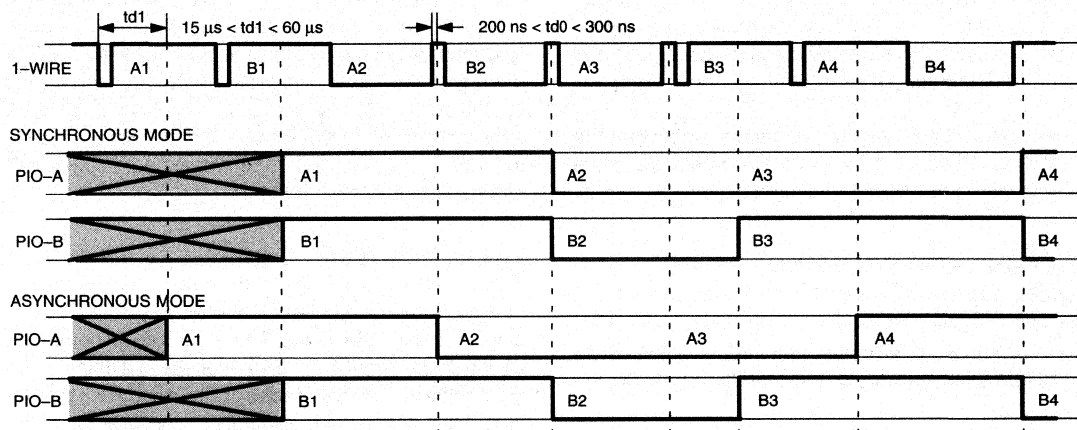 td1 15 µs < td1 < 60 µs 200 ns < td0 < 300 ns
1–WIRE A1 B1 A2 B2 A3 B3 A4 B4
SYNCHRONOUS MODE
PIO–A A1 A2 A3 A4
PIO–B B1 B2 B3 B4
ASYNCHRONOUS MODE
PIO–A A1 A2 A3 A4
PIO–B B1 B2 B3 B4